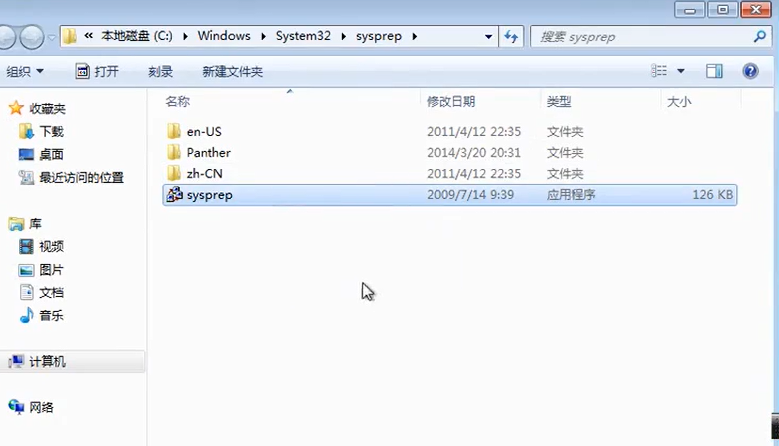 « 本地磁盘 (C:) Windows System32 sysprep 搜索 sysprep
组织 打开 刻录 新建文件夹
名称 修改日期 类型 大小
收藏夹
下载
桌面
最近访问的位置
库
视频
图片
文档
音乐
计算机
网络
en-US 2011/4/12 22:35 文件夹
Panther 2014/3/20 20:31 文件夹
zh-CN 2011/4/12 22:35 文件夹
sysprep 2009/7/14 9:39 应用程序 126 KB